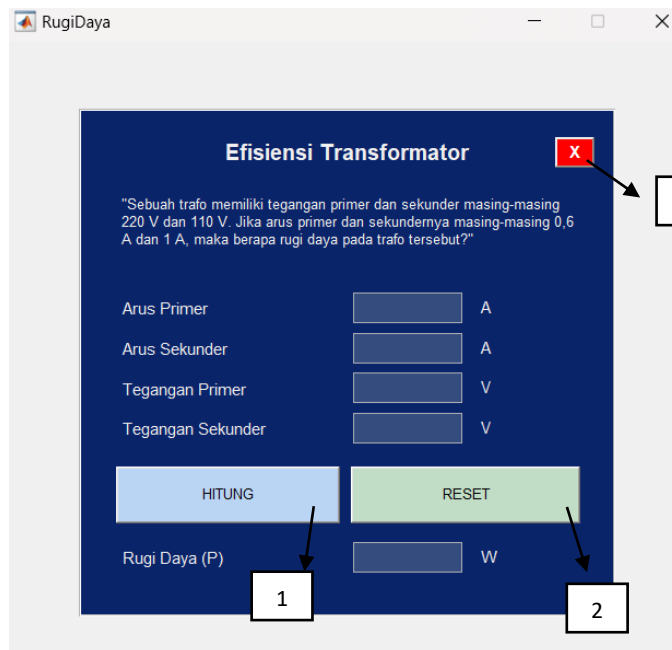 RugiDaya
Efisiensi Transformator
X
"Sebuah trafo memiliki tegangan primer dan sekunder masing-masing
220 V dan 110 V. Jika arus primer dan sekundernya masing-masing 0,6
A dan 1 A, maka berapa rugi daya pada trafo tersebut?"
Arus Primer A
Arus Sekunder A
Tegangan Primer V
Tegangan Sekunder V
HITUNG RESET
Rugi Daya (P) W
1
2